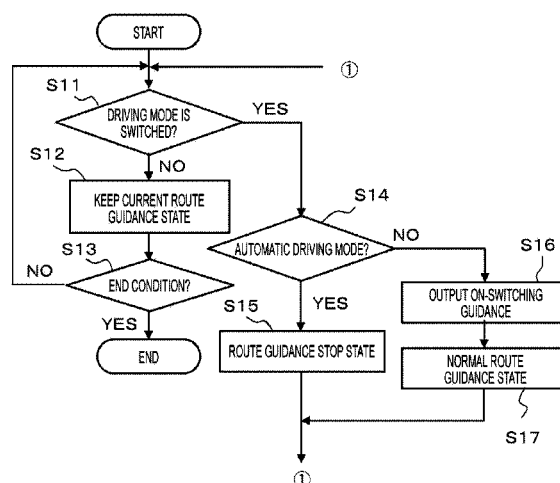 START
①
S11
DRIVING MODE IS
SWITCHED?
YES
S12
NO
KEEP CURRENT ROUTE
GUIDANCE STATE
S14
S13
AUTOMATIC DRIVING MODE?
NO
S16
NO
END CONDITION?
OUTPUT ON-SWITCHING
GUIDANCE
S15
YES
YES
END
ROUTE GUIDANCE STOP STATE
NORMAL ROUTE
GUIDANCE STATE
S17
①